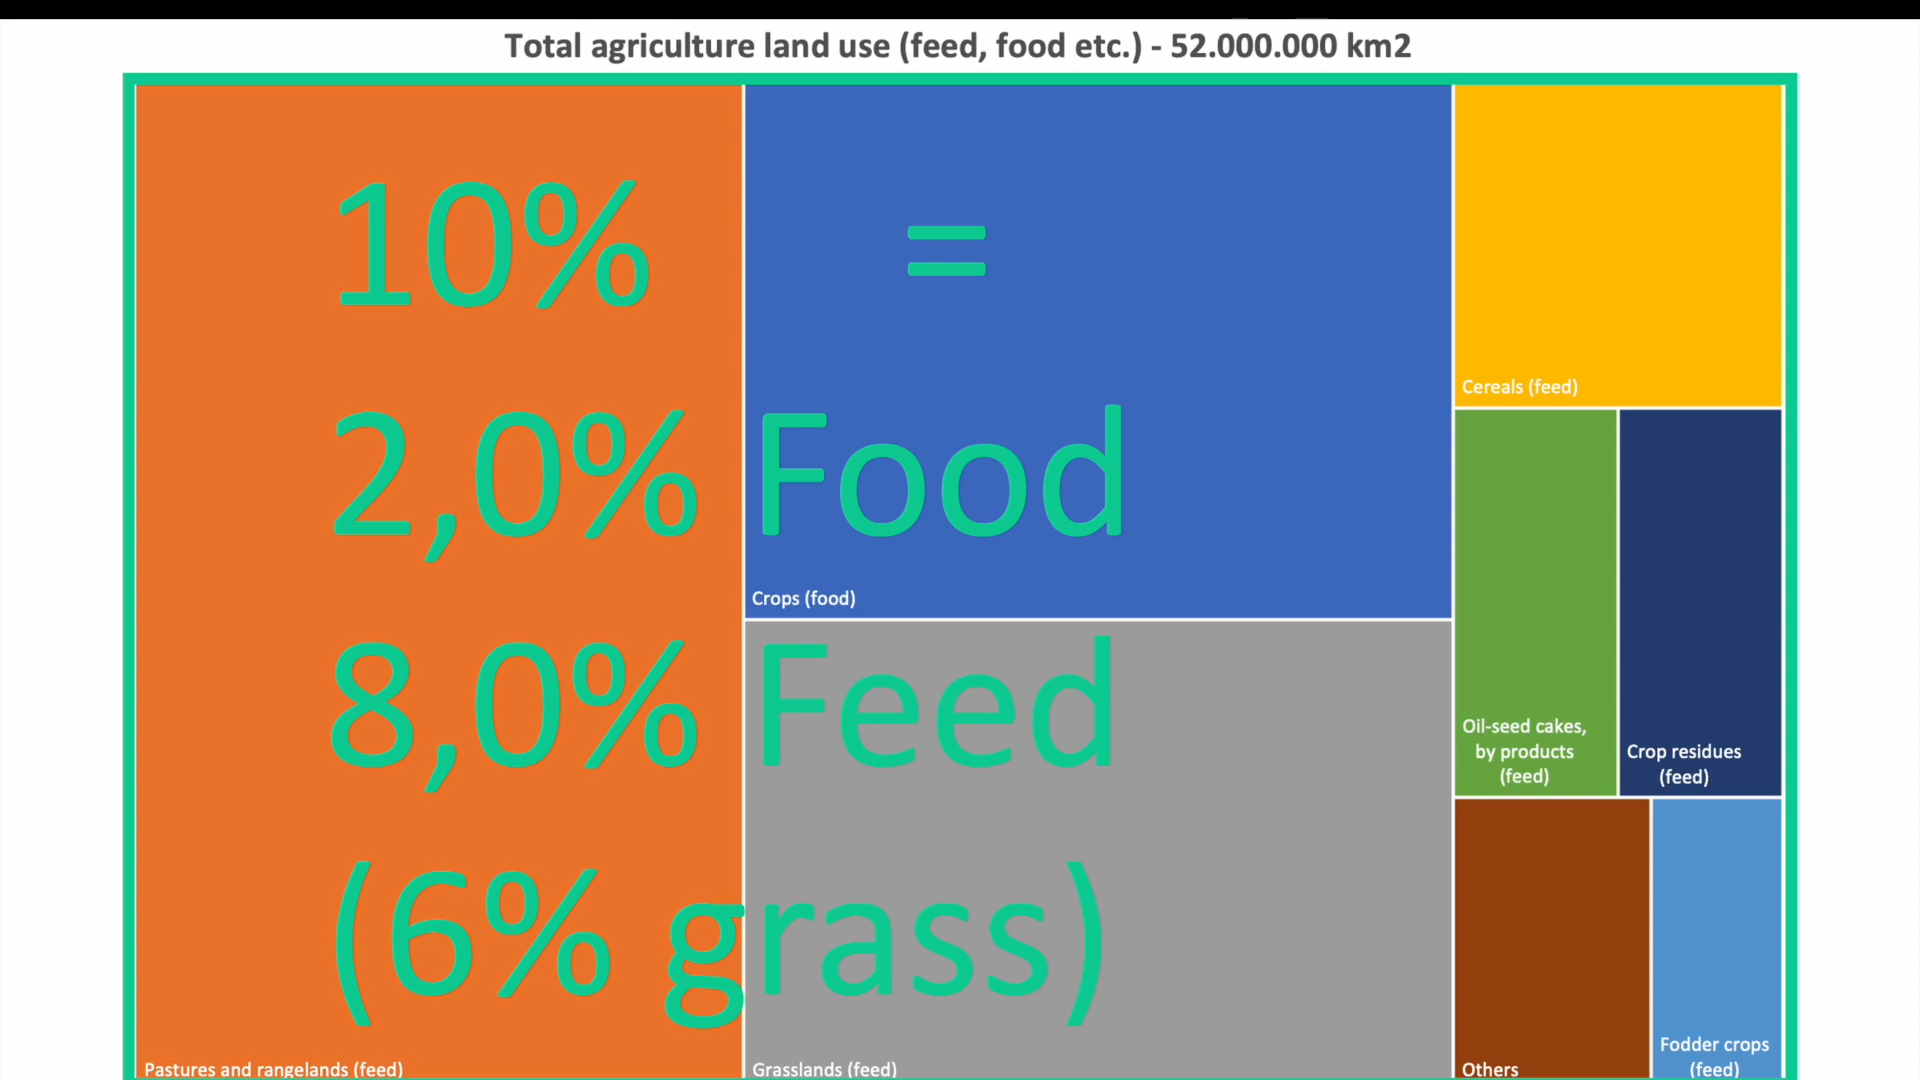 Total agriculture land use (feed, food etc.) - 52.000.000 km2
10% =
2,0% Food
8,0% Feed
(6% grass)
Pastures and rangelands (feed)
Crops (food)
Grasslands (feed)
Cereals (feed)
Oil-seed cakes,
by products
(feed)
Crop residues
(feed)
Others
Fodder crops
(feed)